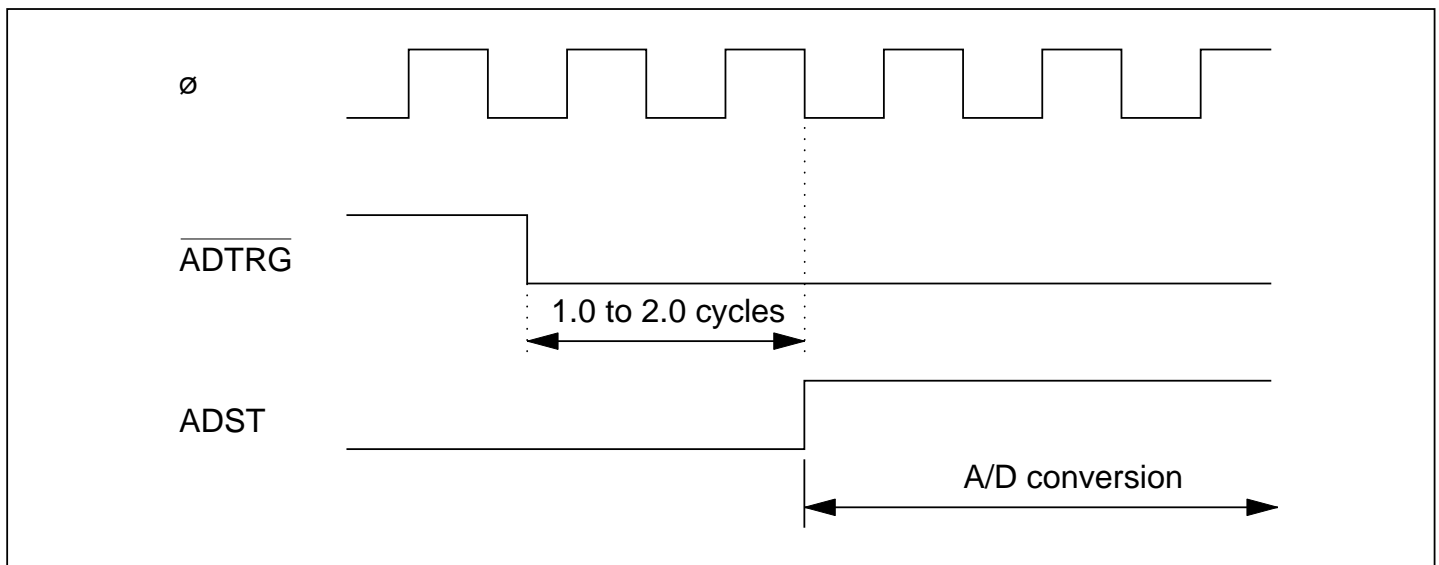 ø
ADTRG
1.0 to 2.0 cycles
ADST
A/D conversion